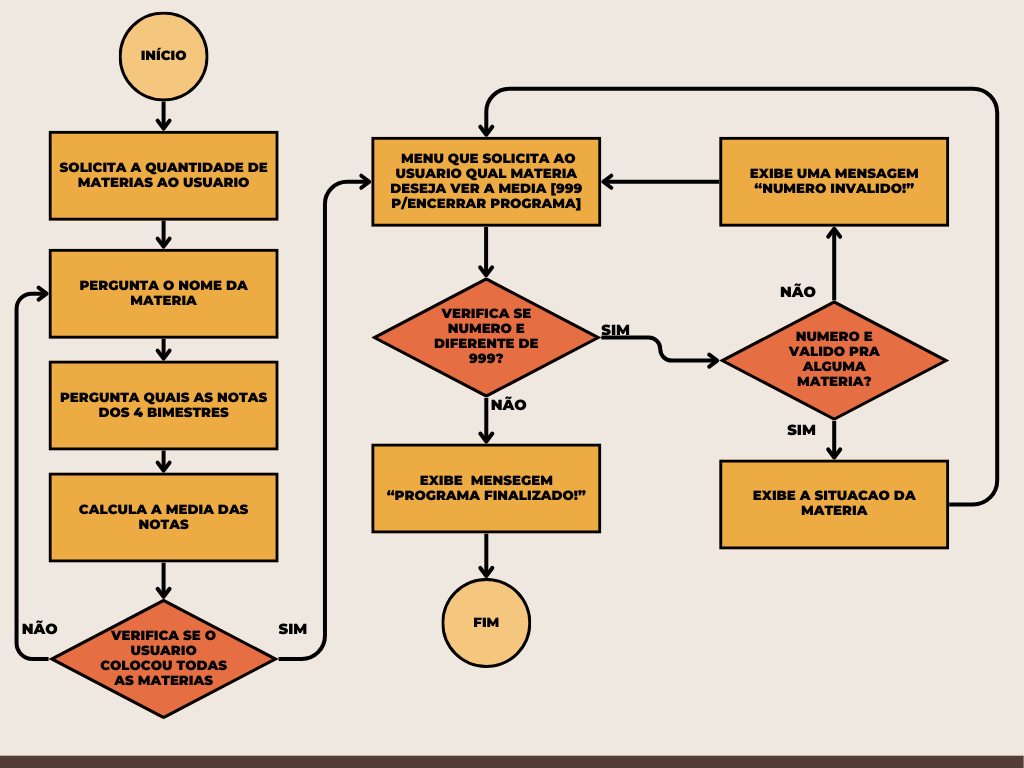 INÍCIO
SOLICITA A QUANTIDADE DE
MATERIAS AO USUARIO
PERGUNTA O NOME DA
MATERIA
PERGUNTA QUAIS AS NOTAS
DOS 4 BIMESTRES
CALCULA A MEDIA DAS
NOTAS
VERIFICA SE O
USUARIO
COLOCOU TODAS
AS MATERIAS
NÃO
SIM
MENU QUE SOLICITA AO
USUARIO QUAL MATERIA
DESEJA VER A MEDIA [999
P/ENCERRAR PROGRAMA]
VERIFICA SE
NUMERO E
DIFERENTE DE
999?
SIM
NÃO
EXIBE MENSEGEM
“PROGRAMA FINALIZADO!”
FIM
EXIBE UMA MENSAGEM
“NUMERO INVALIDO!”
NÃO
NUMERO E
VALIDO PRA
ALGUMA
MATERIA?
SIM
EXIBE A SITUACAO DA
MATERIA